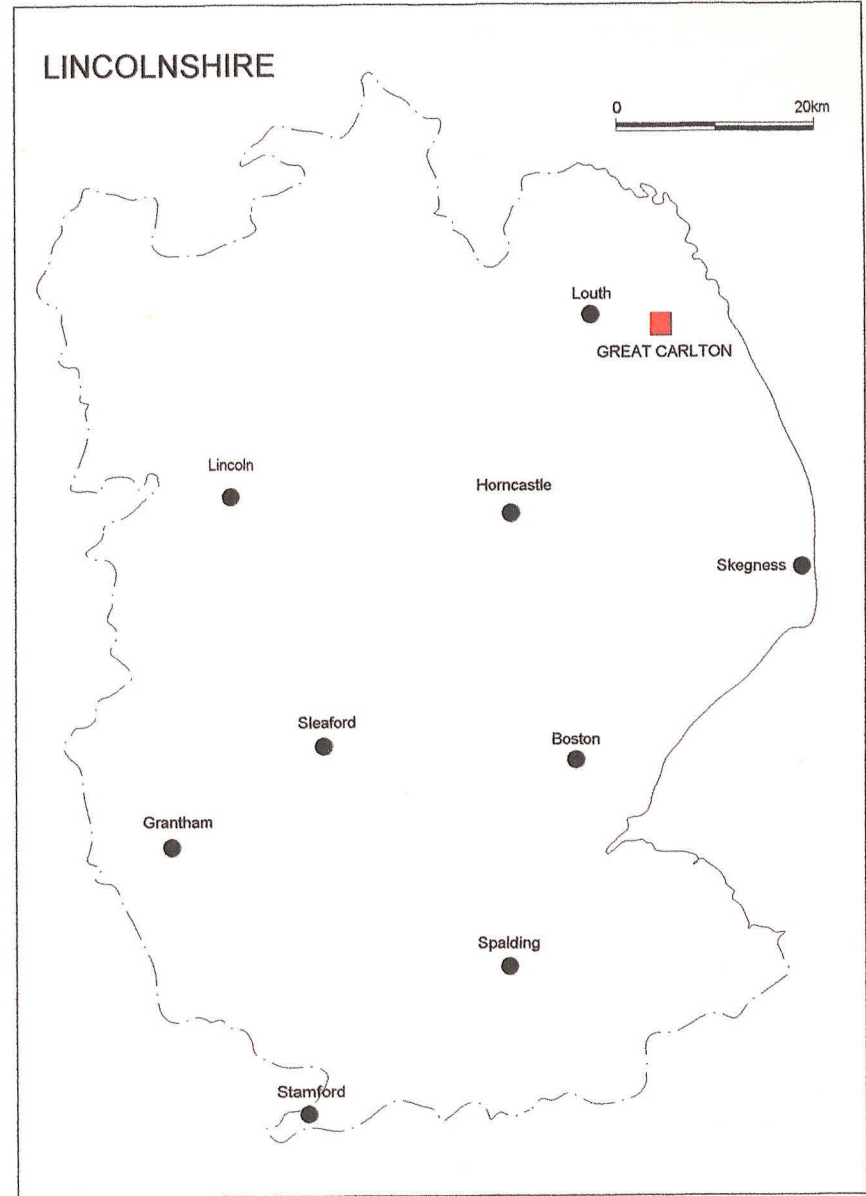 LINCOLNSHIRE
0 20km
Louth
GREAT CARLTON
Lincoln
Horncastle
Skegness
Sleaford
Boston
Grantham
Spalding
Stamford